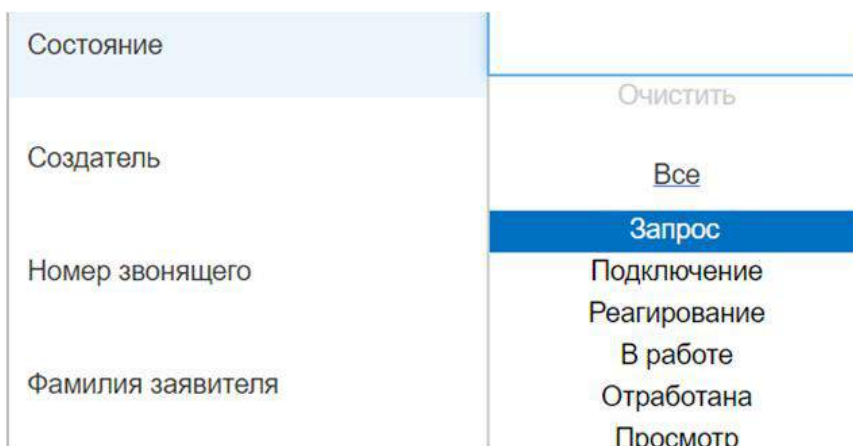 Состояние
Очистить
Создатель
Все
Запрос
Номер звонящего
Подключение
Реагирование
В работе
Фамилия заявителя
Отработана
Просмотр